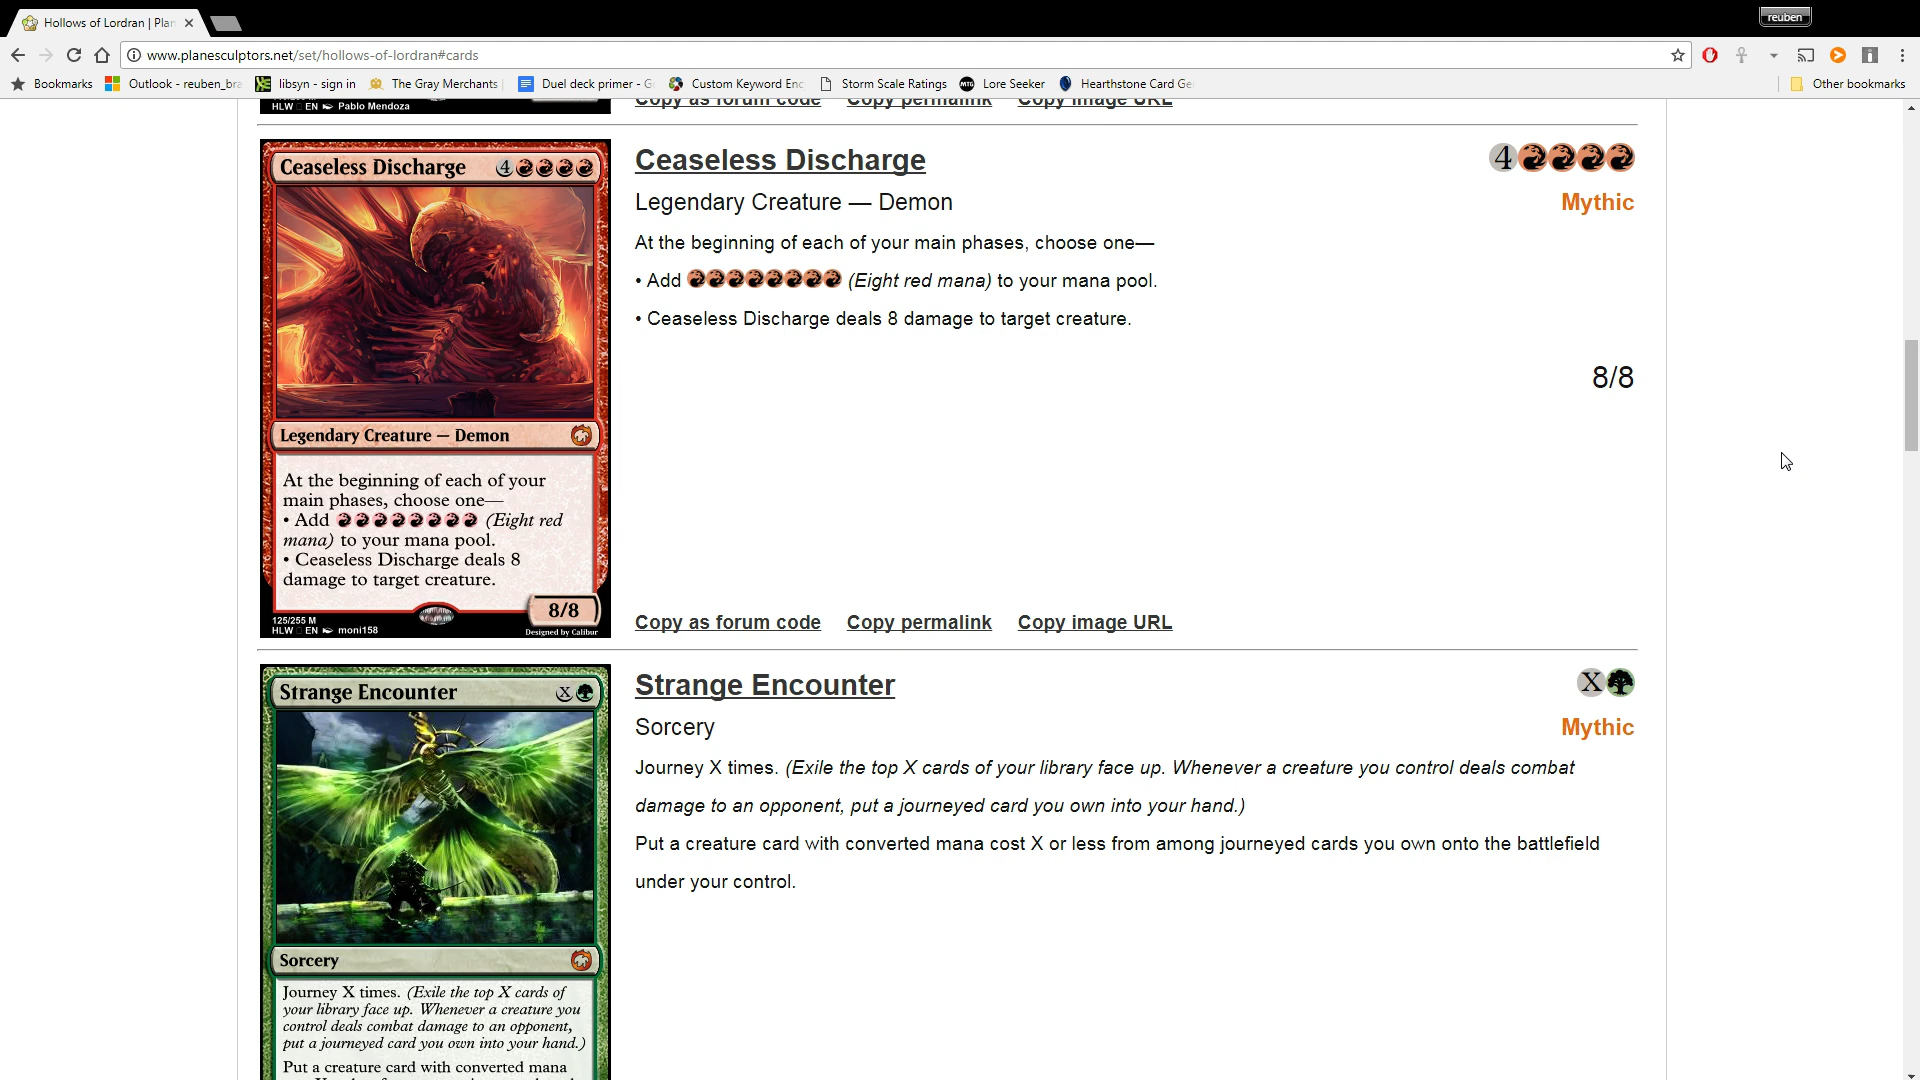 Hollows of Lordran | Plan
reuben
www.planesculptors.net/set/hollows-of-lordran#cards
Bookmarks
Outlook - reuben_bra
libsyn - sign in
The Gray Merchants
Duel deck primer - G
Custom Keyword Enc
Storm Scale Ratings
Lore Seeker
Hearthstone Card Ge
Other bookmarks
HLW EN Pablo Mendoza
Copy as forum code Copy permalink Copy image URL
Ceaseless Discharge 4
Legendary Creature — Demon
At the beginning of each of your
main phases, choose one—
• Add (Eight red
mana) to your mana pool.
• Ceaseless Discharge deals 8
damage to target creature.
8/8
125/255 M
HLW EN moni158
Designed by Calibur
Ceaseless Discharge 4
Legendary Creature — Demon Mythic
At the beginning of each of your main phases, choose one—
• Add (Eight red mana) to your mana pool.
• Ceaseless Discharge deals 8 damage to target creature.
8/8
Copy as forum code Copy permalink Copy image URL
Strange Encounter X
Sorcery
Journey X times. (Exile the top X cards of
your library face up. Whenever a creature you
control deals combat damage to an opponent,
put a journeyed card you own into your hand.)
Put a creature card with converted mana
Strange Encounter X
Sorcery Mythic
Journey X times. (Exile the top X cards of your library face up. Whenever a creature you control deals combat
damage to an opponent, put a journeyed card you own into your hand.)
Put a creature card with converted mana cost X or less from among journeyed cards you own onto the battlefield
under your control.